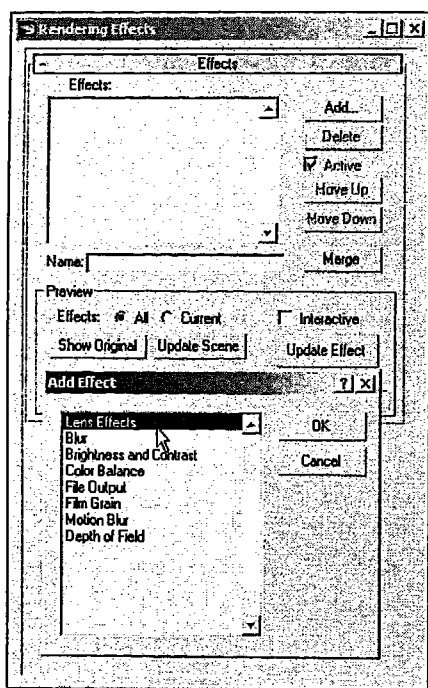 Rendering Effects
Effects
Effects:
Add...
Delete
Active
Move Up
Move Down
Name:
Merge
Preview
Effects: All Current
Interactive
Show Original Update Scene Update Effect
Add Effect
Lens Effects
Blur
Brightness and Contrast
Color Balance
File Output
Film Grain
Motion Blur
Depth of Field
OK
Cancel